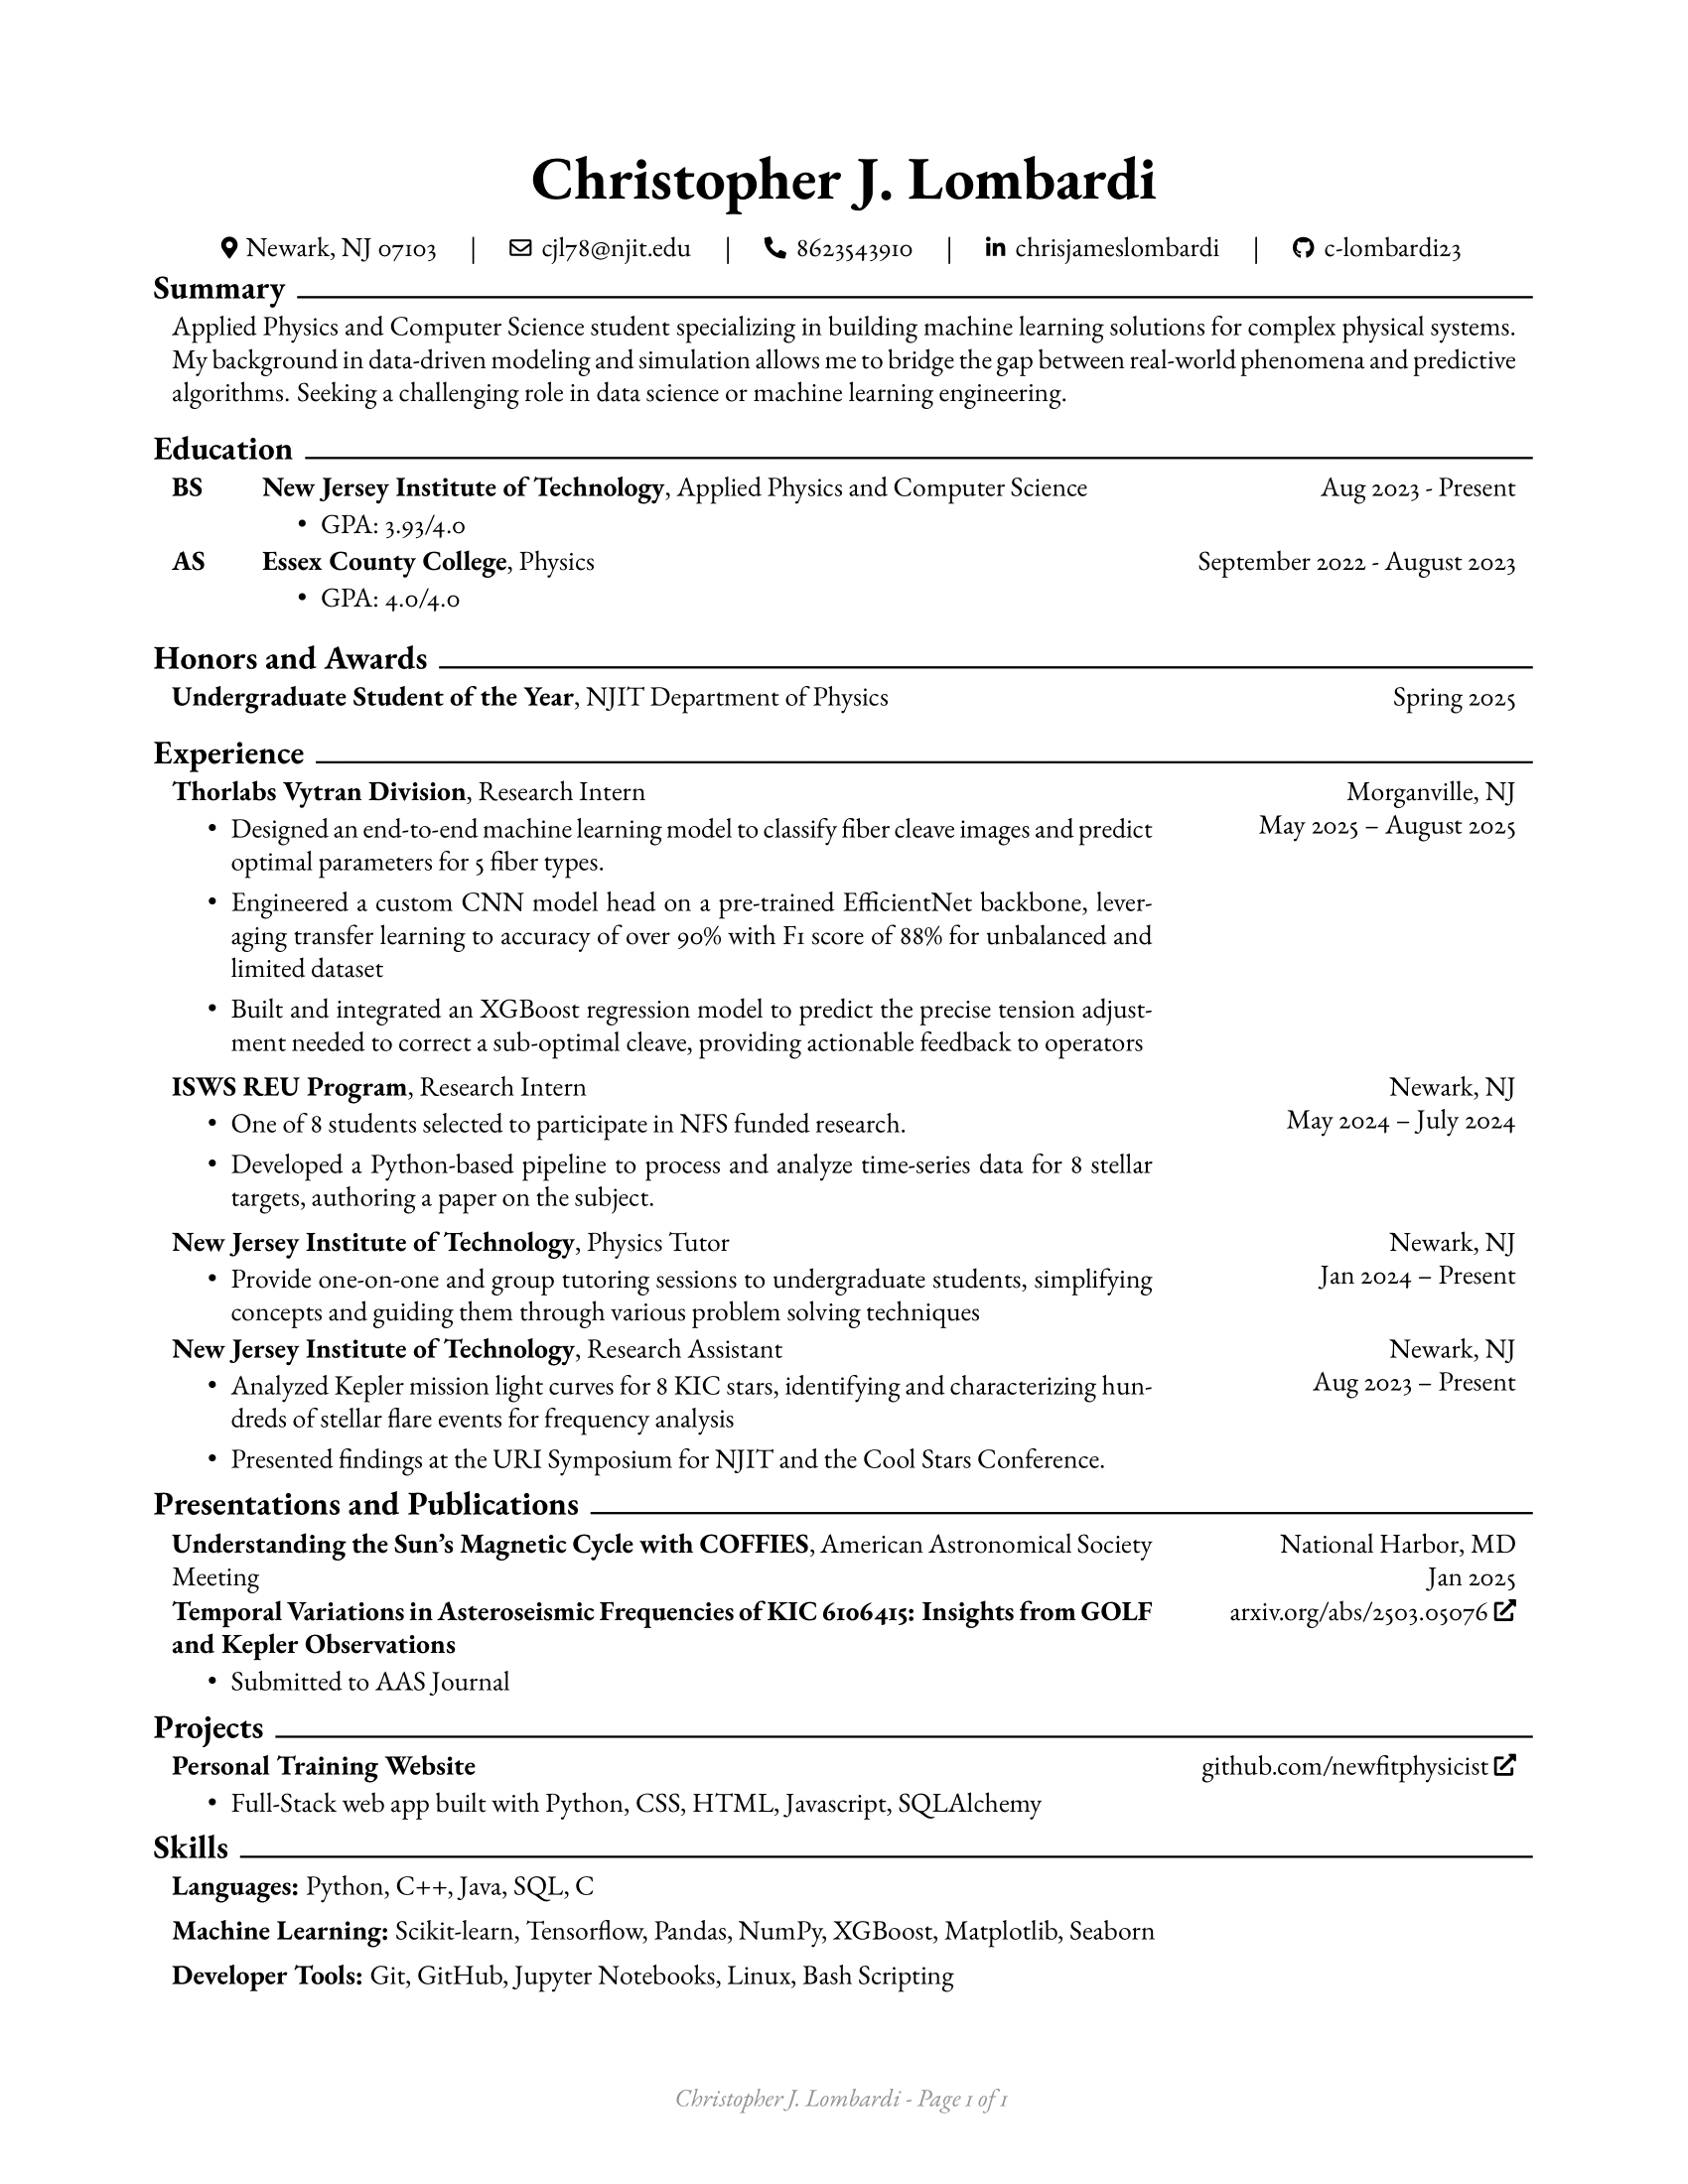 Christopher J. Lombardi
Newark, NJ 07103 | cjl78@njit.edu | 8623543910 | chrisjameslombardi | c-lombardi23
Summary
Applied Physics and Computer Science student specializing in building machine learning solutions for complex physical systems.
My background in data-driven modeling and simulation allows me to bridge the gap between real-world phenomena and predictive
algorithms. Seeking a challenging role in data science or machine learning engineering.
Education
BS New Jersey Institute of Technology, Applied Physics and Computer Science Aug 2023 - Present
• GPA: 3.93/4.0
AS Essex County College, Physics September 2022 - August 2023
• GPA: 4.0/4.0
Honors and Awards
Undergraduate Student of the Year, NJIT Department of Physics Spring 2025
Experience
Thorlabs Vytran Division, Research Intern Morganville, NJ
• Designed an end-to-end machine learning model to classify fiber cleave images and predict May 2025 – August 2025
optimal parameters for 5 fiber types.
• Engineered a custom CNN model head on a pre-trained EfficientNet backbone, lever-
aging transfer learning to accuracy of over 90% with F1 score of 88% for unbalanced and
limited dataset
• Built and integrated an XGBoost regression model to predict the precise tension adjust-
ment needed to correct a sub-optimal cleave, providing actionable feedback to operators
ISWS REU Program, Research Intern Newark, NJ
• One of 8 students selected to participate in NFS funded research. May 2024 – July 2024
• Developed a Python-based pipeline to process and analyze time-series data for 8 stellar
targets, authoring a paper on the subject.
New Jersey Institute of Technology, Physics Tutor Newark, NJ
• Provide one-on-one and group tutoring sessions to undergraduate students, simplifying Jan 2024 – Present
concepts and guiding them through various problem solving techniques
New Jersey Institute of Technology, Research Assistant Newark, NJ
• Analyzed Kepler mission light curves for 8 KIC stars, identifying and characterizing hun- Aug 2023 – Present
dreds of stellar flare events for frequency analysis
• Presented findings at the URI Symposium for NJIT and the Cool Stars Conference.
Presentations and Publications
Understanding the Sun's Magnetic Cycle with COFFIES, American Astronomical Society National Harbor, MD
Meeting Jan 2025
Temporal Variations in Asteroseismic Frequencies of KIC 6106415: Insights from GOLF arxiv.org/abs/2503.05076
and Kepler Observations
• Submitted to AAS Journal
Projects
Personal Training Website github.com/newfitphysicist
• Full-Stack web app built with Python, CSS, HTML, Javascript, SQLAlchemy
Skills
Languages: Python, C++, Java, SQL, C
Machine Learning: Scikit-learn, Tensorflow, Pandas, NumPy, XGBoost, Matplotlib, Seaborn
Developer Tools: Git, GitHub, Jupyter Notebooks, Linux, Bash Scripting
Christopher J. Lombardi - Page 1 of 1